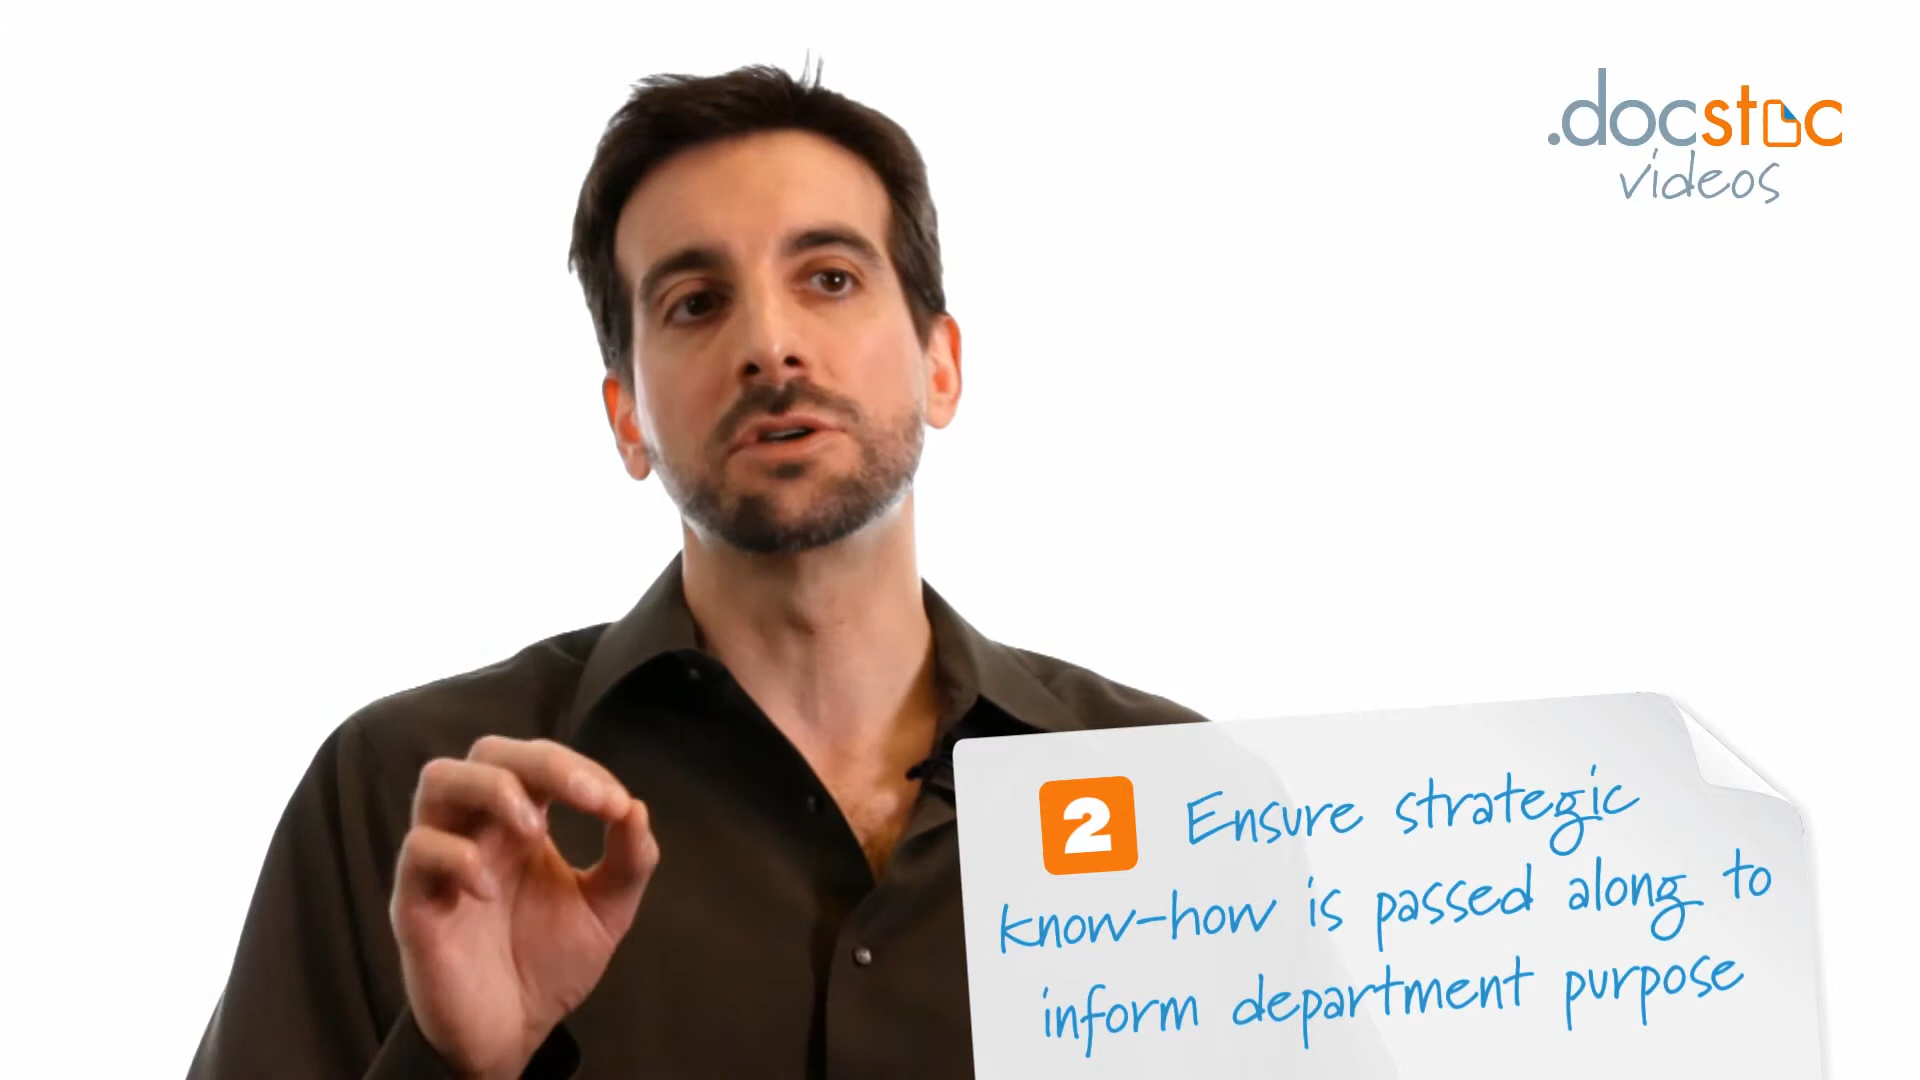 .docstoc
videos
2 Ensure strategic
know-how is passed along to
inform department purpose